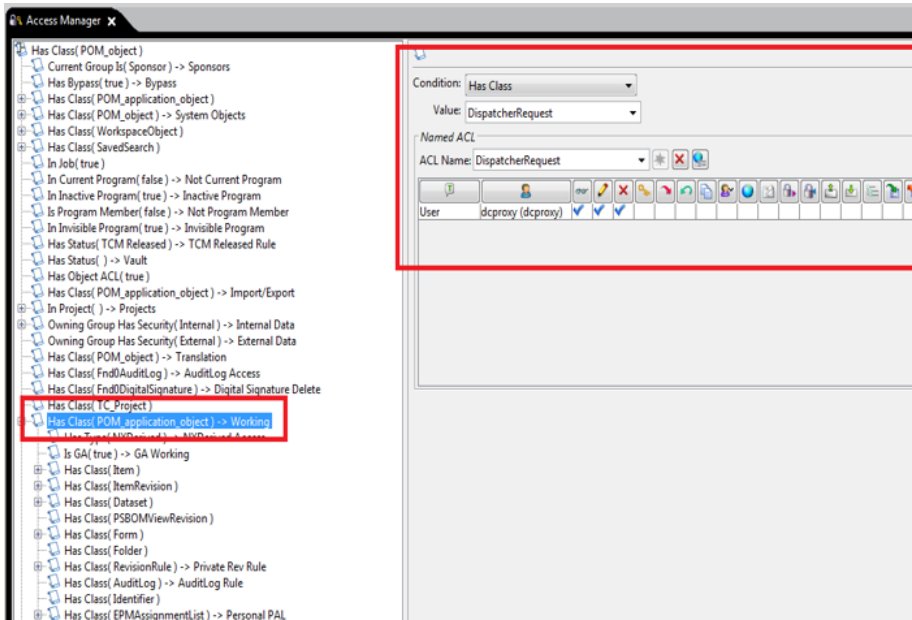 Access Manager X
Has Class( POM_object )
Current Group Is( Sponsor ) -> Sponsors
Has Bypass( true ) -> Bypass
Has Class( POM_application_object )
Has Class( POM_object ) -> System Objects
Has Class( WorkspaceObject )
Has Class( SavedSearch )
In Job( true )
In Current Program( false ) -> Not Current Program
In Inactive Program( true ) -> Inactive Program
Is Program Member( false ) -> Not Program Member
In Invisible Program( true ) -> Invisible Program
Has Status( TCM Released ) -> TCM Released Rule
Has Status( ) -> Vault
Has Object ACL( true )
Has Class( POM_application_object ) -> Import/Export
In Project( ) -> Projects
Owning Group Has Security( Internal ) -> Internal Data
Owning Group Has Security( External ) -> External Data
Has Class( POM_object ) -> Translation
Has Class( Fnd0AuditLog ) -> AuditLog Access
Has Class( Fnd0DigitalSignature ) -> Digital Signature Delete
Has Class( TC_Project )
Has Class( POM_application_object ) -> Working
Has Type( NXDerived ) -> NXDerived Access
Is GA( true ) -> GA Working
Has Class( Item )
Has Class( ItemRevision )
Has Class( Dataset )
Has Class( PSBOMViewRevision )
Has Class( Form )
Has Class( Folder )
Has Class( RevisionRule ) -> Private Rev Rule
Has Class( AuditLog ) -> AuditLog Rule
Has Class( Identifier )
Has Class( EPMAssignmentList ) -> Personal PAL
Condition: Has Class
Value: DispatcherRequest
Named ACL
ACL Name: DispatcherRequest
User dcproxy (dcproxy)